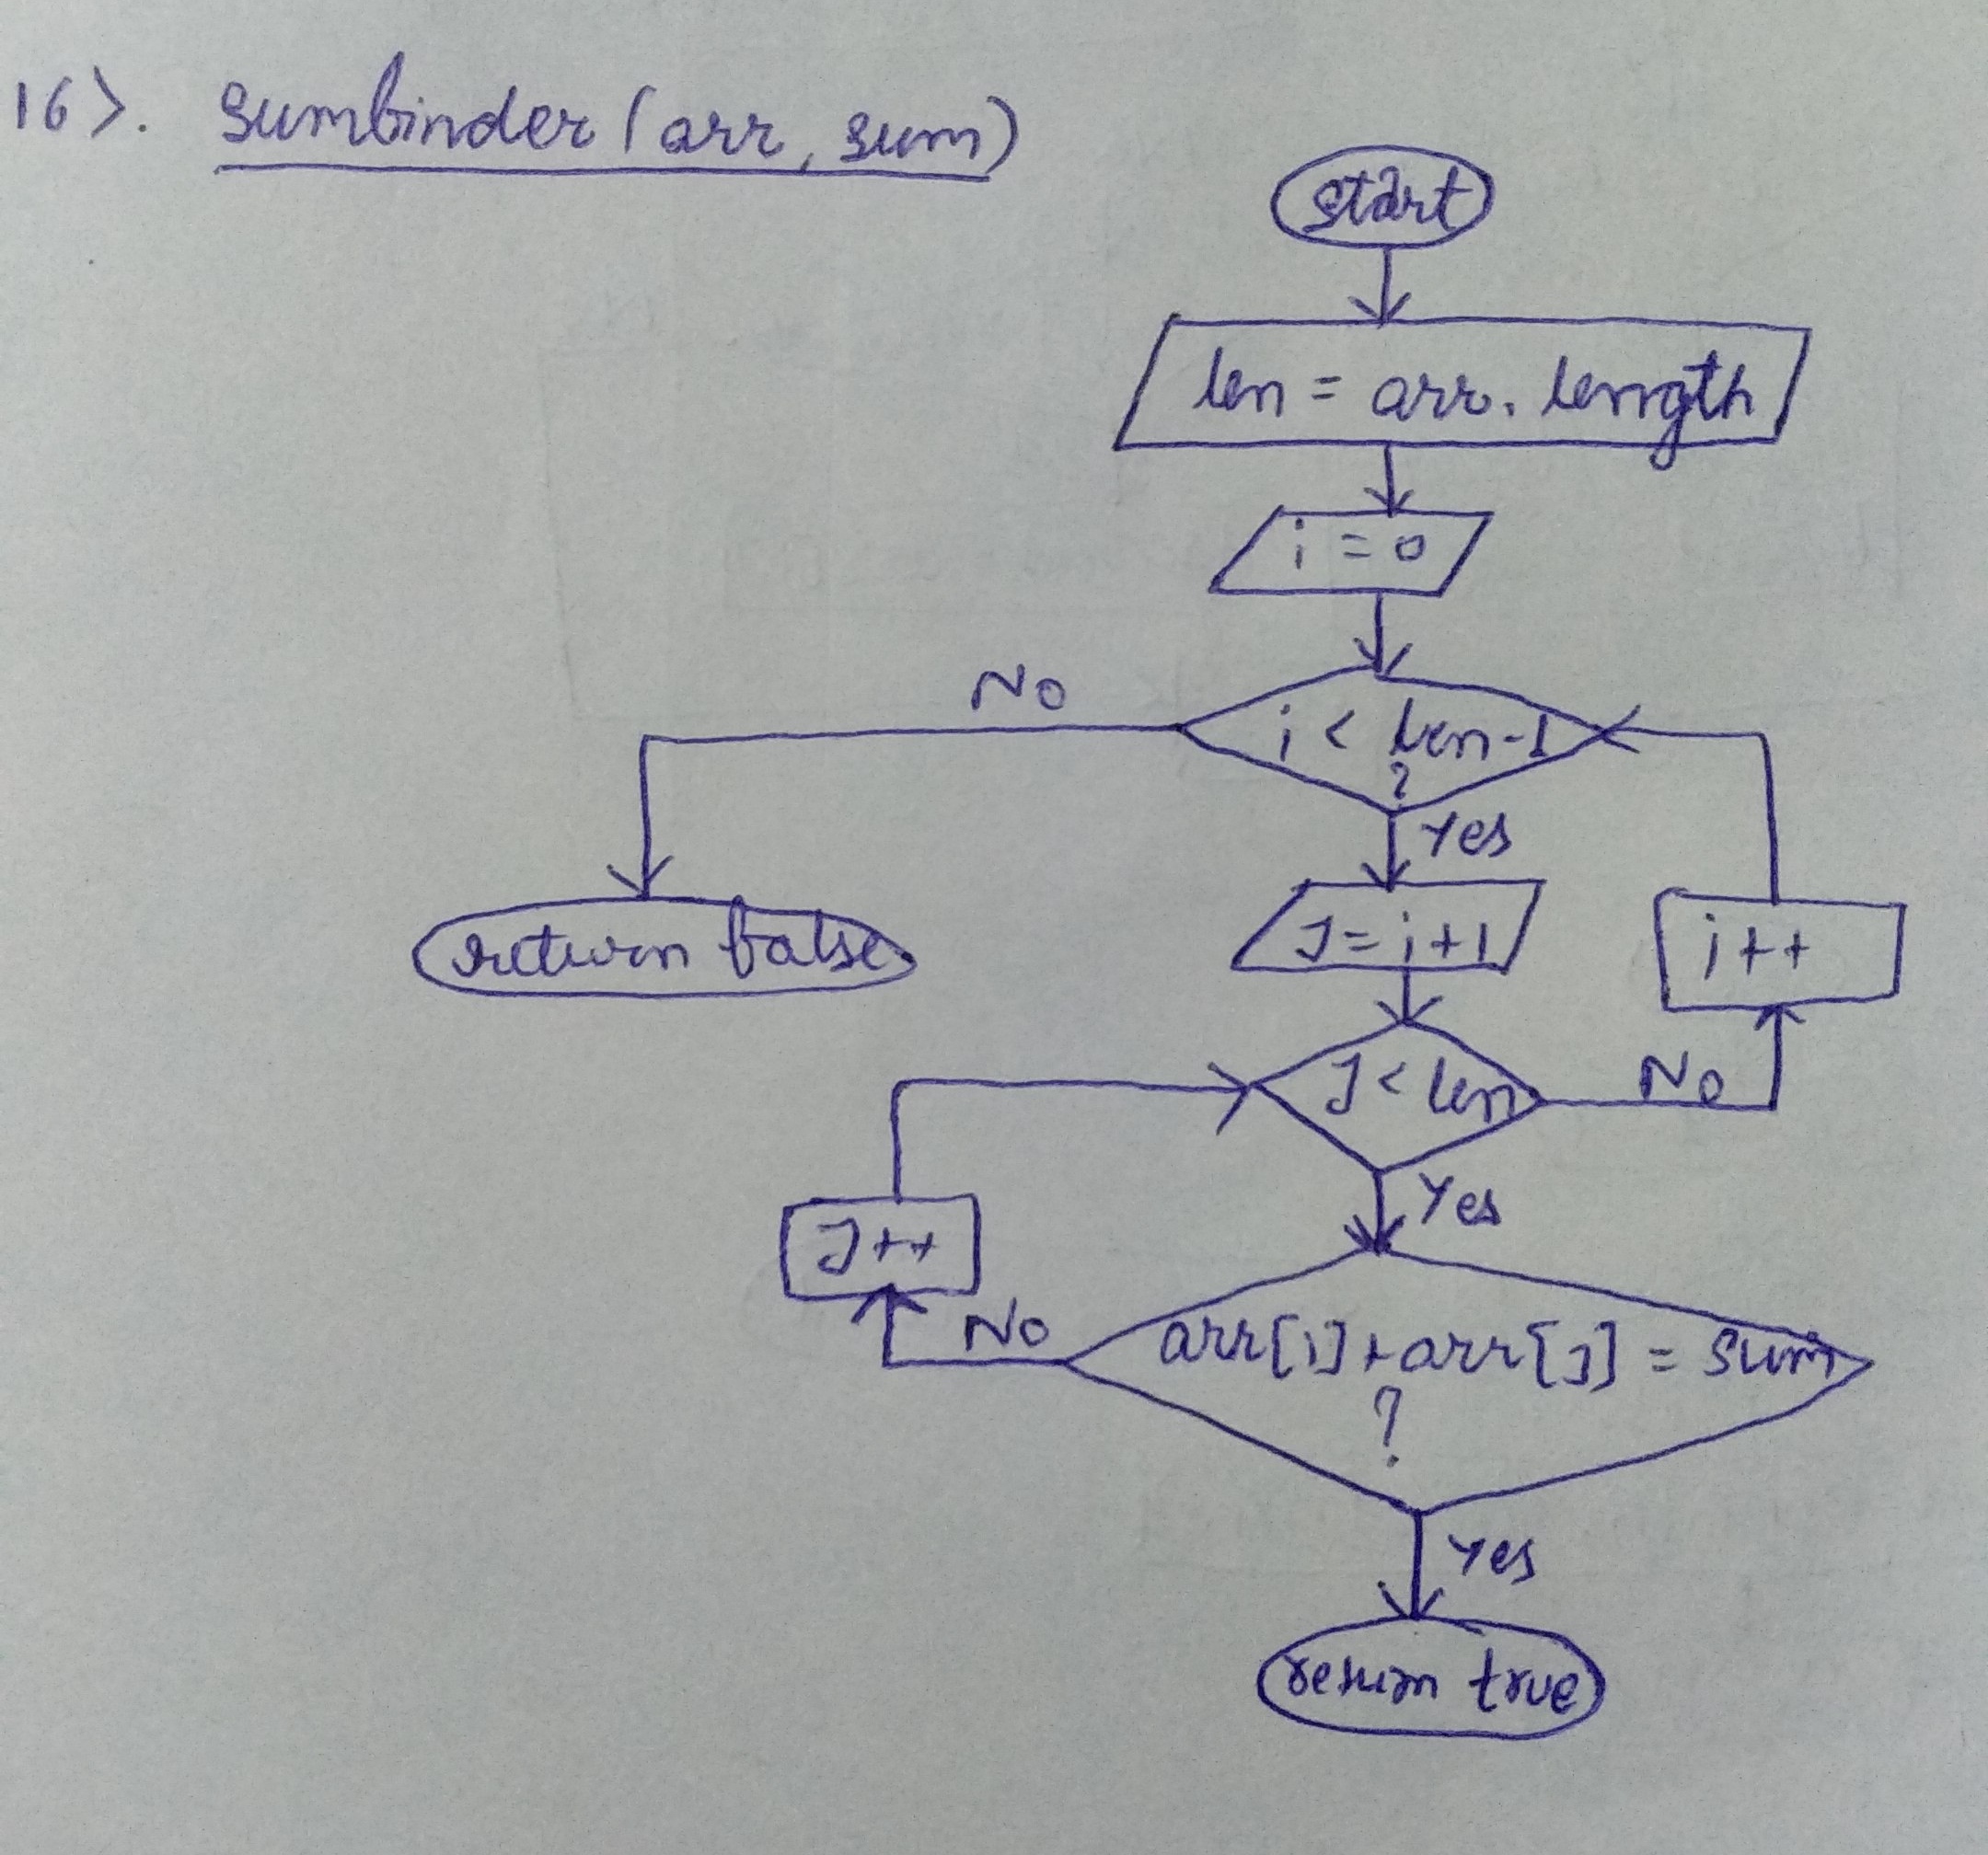 16>. sumfinder (arr, sum)
start
len = arr. length
i = 0
No
i < len-1
?
Yes
return false
J= i+1
i++
J < len
No
Yes
J++
No
arr[i]+arr[J] = sum
?
Yes
return true